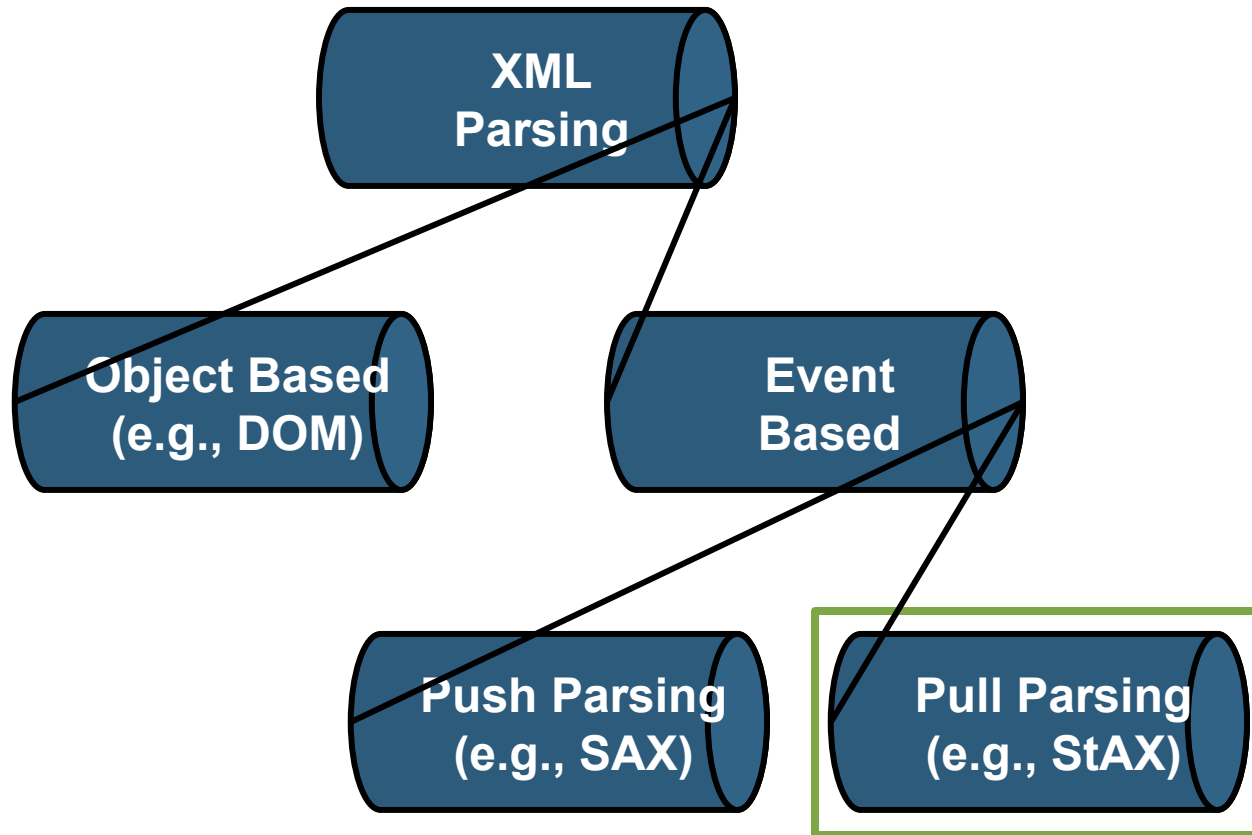 XML
Parsing
Object Based
(e.g., DOM)
Event
Based
Push Parsing
(e.g., SAX)
Pull Parsing
(e.g., StAX)